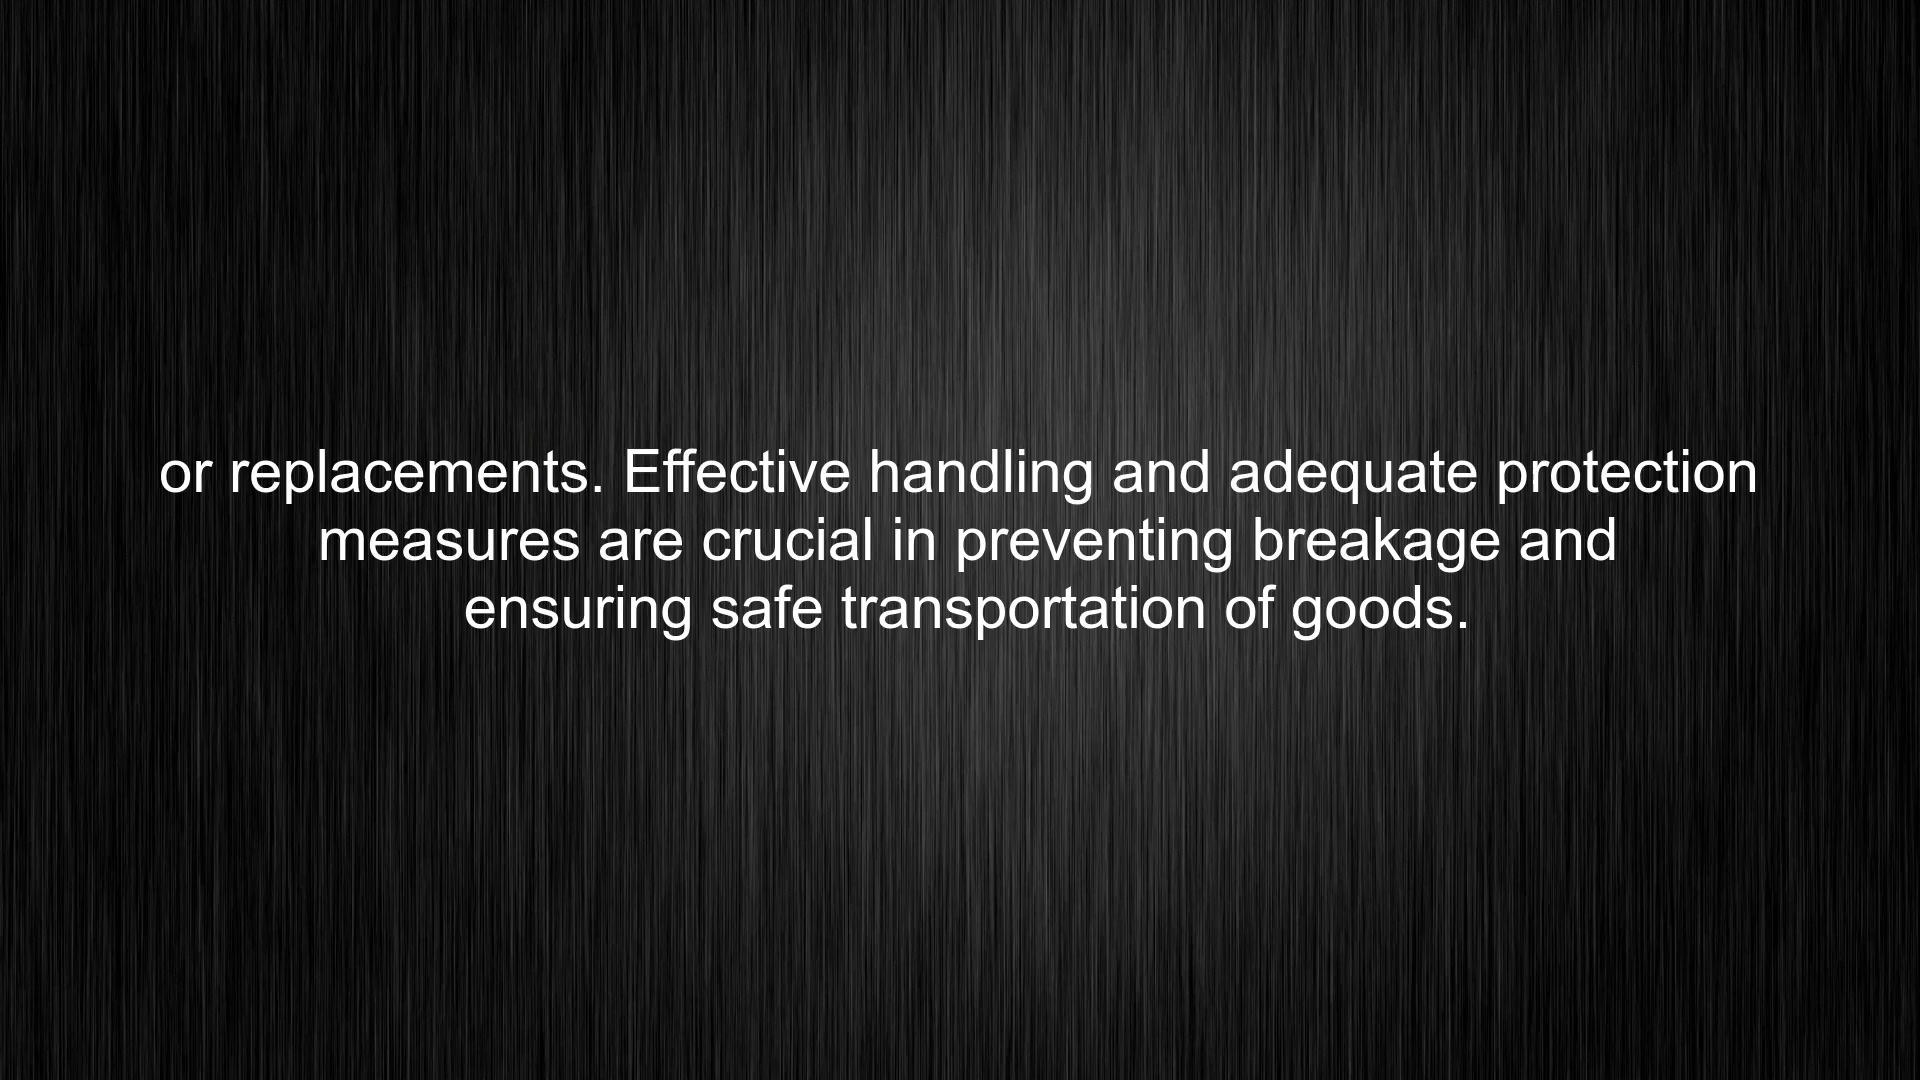 or replacements. Effective handling and adequate protection
measures are crucial in preventing breakage and
ensuring safe transportation of goods.